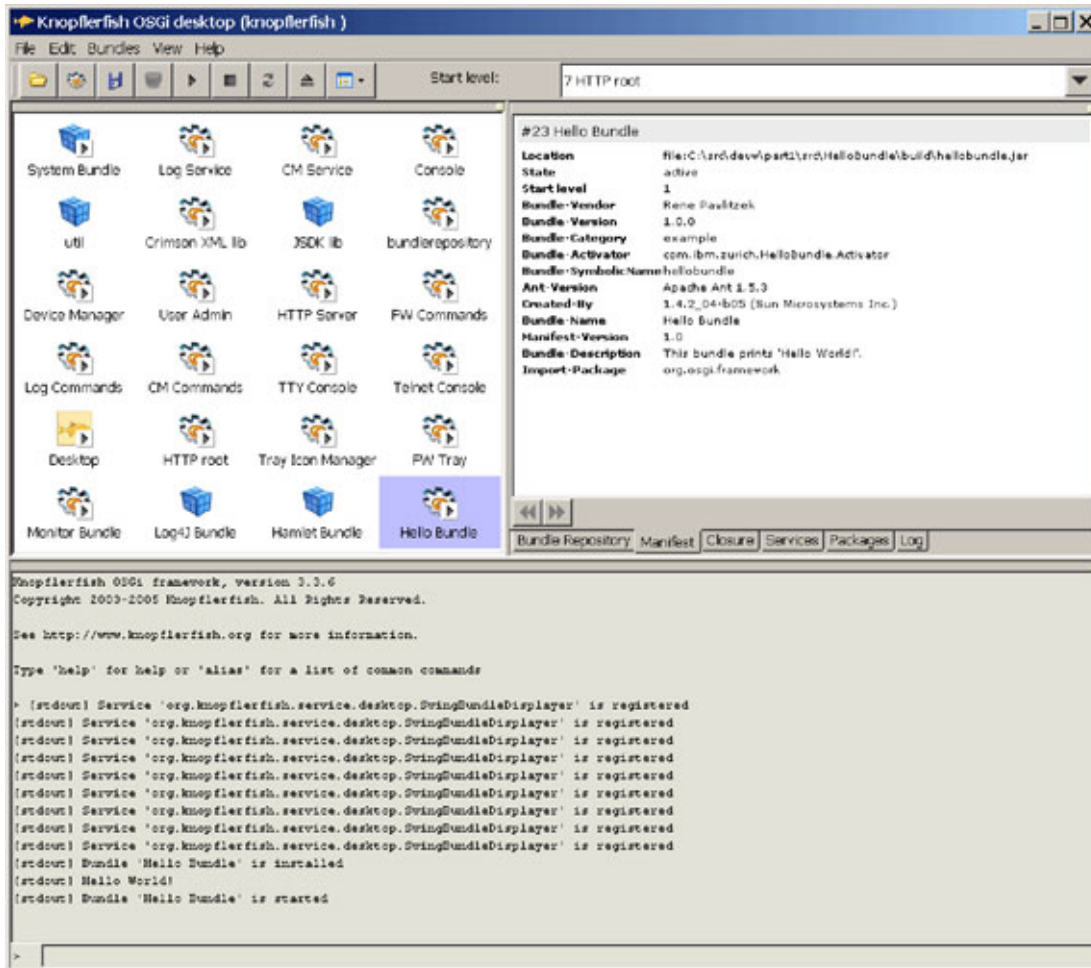 Knopflerfish OSGi desktop (knopflerfish )
File Edit Bundles View Help
Start level:
7 HTTP root
System Bundle
Log Service
CM Service
Console
util
Crimson XML lib
JSDK lib
bundlerepository
Device Manager
User Admin
HTTP Server
FW Commands
Log Commands
CM Commands
TTY Console
Telnet Console
Desktop
HTTP root
Tray Icon Manager
FW Tray
Monitor Bundle
Log4J Bundle
Hamlet Bundle
Hello Bundle
#23 Hello Bundle
Location file:C:\srd\devw\part1\srd\HelloBundle\build\hellobundle.jar
State active
Start level 1
Bundle-Vendor Rene Pawlitzek
Bundle-Version 1.0.0
Bundle-Category example
Bundle-Activator com.ibm.zurich.HelloBundle.Activator
Bundle-SymbolicName hellobundle
Ant-Version Apache Ant 1.5.3
Created-By 1.4.2_04-b05 (Sun Microsystems Inc.)
Bundle-Name Hello Bundle
Manifest-Version 1.0
Bundle-Description This bundle prints 'Hello World!'.
Import-Package org.osgi.framework
Bundle Repository Manifest Closure Services Packages Log
Knopflerfish OSGi framework, version 3.3.6
Copyright 2003-2005 Knopflerfish. All Rights Reserved.
See http://www.knopflerfish.org for more information.
Type 'help' for help or 'alias' for a list of common commands
> [stdout] Service 'org.knopflerfish.service.desktop.SwingBundleDisplayer' is registered
[stdout] Service 'org.knopflerfish.service.desktop.SwingBundleDisplayer' is registered
[stdout] Service 'org.knopflerfish.service.desktop.SwingBundleDisplayer' is registered
[stdout] Service 'org.knopflerfish.service.desktop.SwingBundleDisplayer' is registered
[stdout] Service 'org.knopflerfish.service.desktop.SwingBundleDisplayer' is registered
[stdout] Service 'org.knopflerfish.service.desktop.SwingBundleDisplayer' is registered
[stdout] Service 'org.knopflerfish.service.desktop.SwingBundleDisplayer' is registered
[stdout] Service 'org.knopflerfish.service.desktop.SwingBundleDisplayer' is registered
[stdout] Service 'org.knopflerfish.service.desktop.SwingBundleDisplayer' is registered
[stdout] Bundle 'Hello Bundle' is installed
[stdout] Hello World!
[stdout] Bundle 'Hello Bundle' is started
>